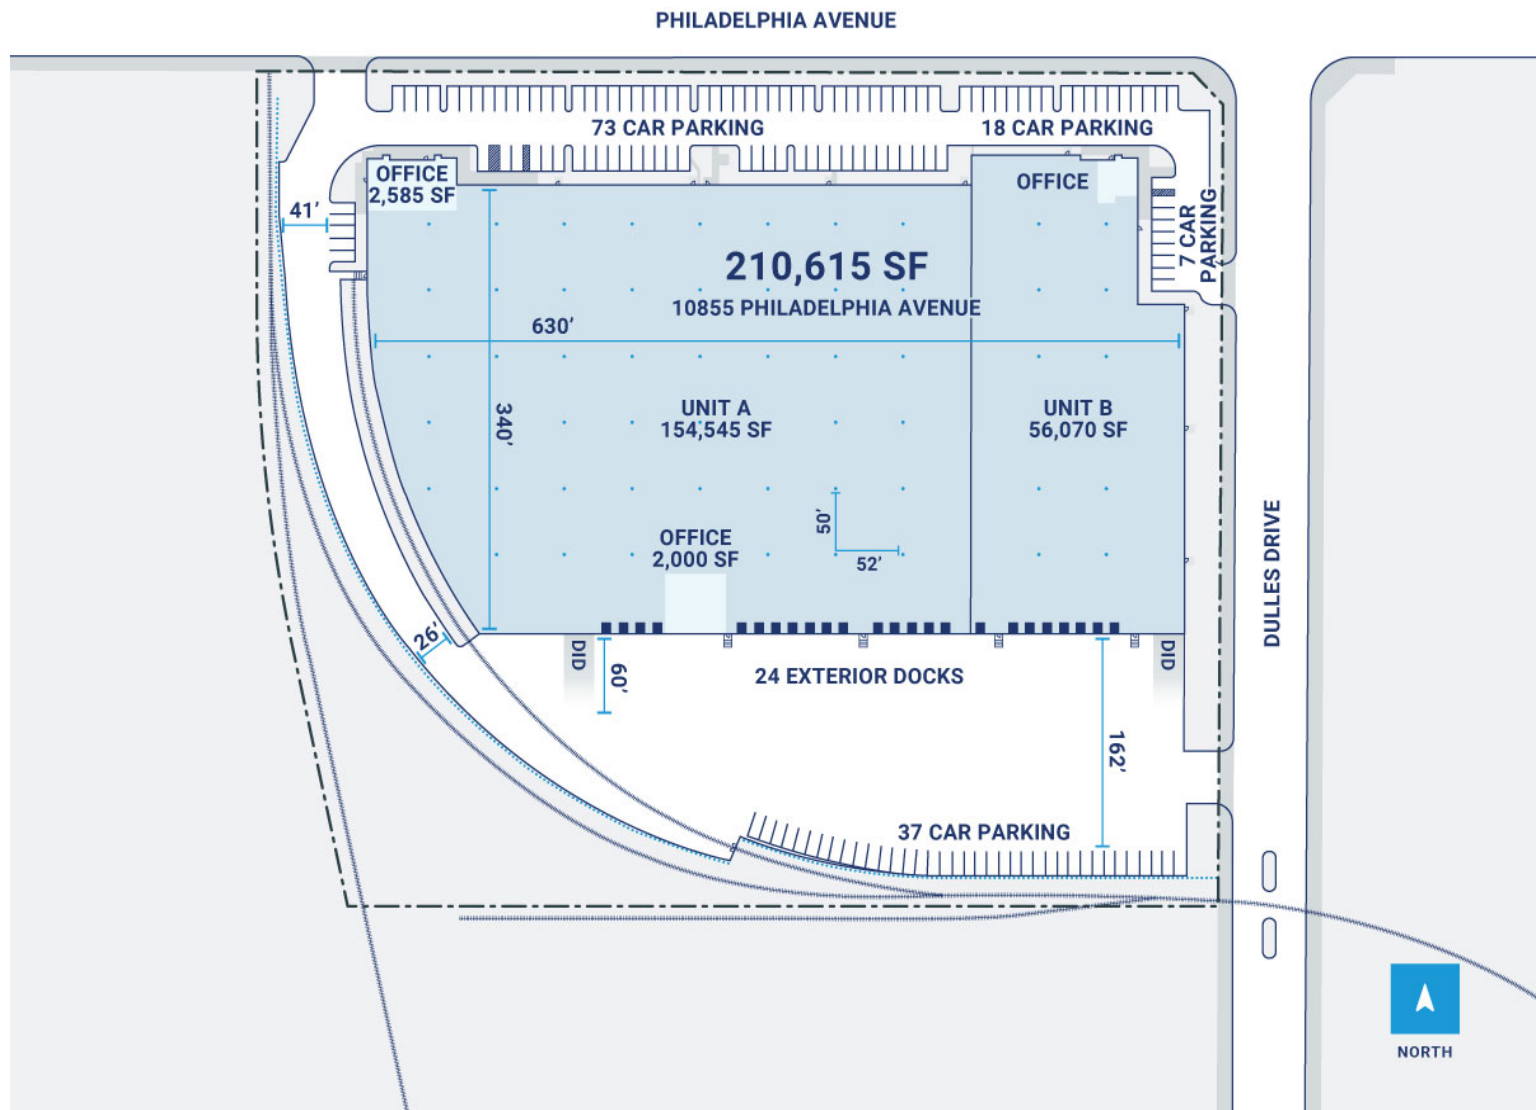 PHILADELPHIA AVENUE
73 CAR PARKING
18 CAR PARKING
OFFICE
2,585 SF
OFFICE
41’
7 CAR
PARKING
210,615 SF
10855 PHILADELPHIA AVENUE
630’
340’
UNIT A
154,545 SF
UNIT B
56,070 SF
50’
52’
OFFICE
2,000 SF
DULLES DRIVE
26’
DID
60’
24 EXTERIOR DOCKS
DID
162’
37 CAR PARKING
NORTH